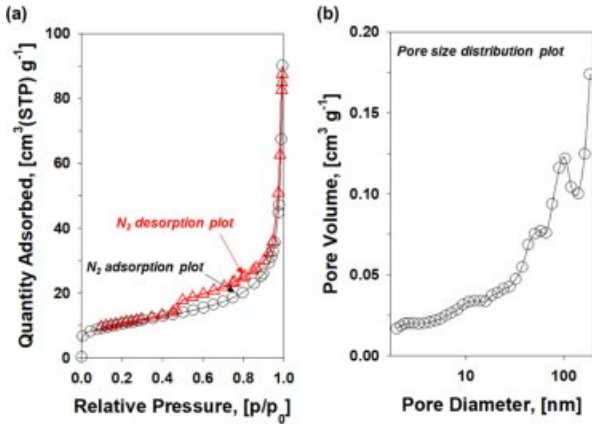 (a)
Quantity Adsorbed, [cm³(STP) g⁻¹]
100
80
60
40
20
0
N₂ desorption plot
N₂ adsorption plot
0.0 0.2 0.4 0.6 0.8 1.0
Relative Pressure, [p/p₀]
(b)
Pore size distribution plot
Pore Volume, [cm³ g⁻¹]
0.20
0.15
0.10
0.05
0.00
10 100
Pore Diameter, [nm]